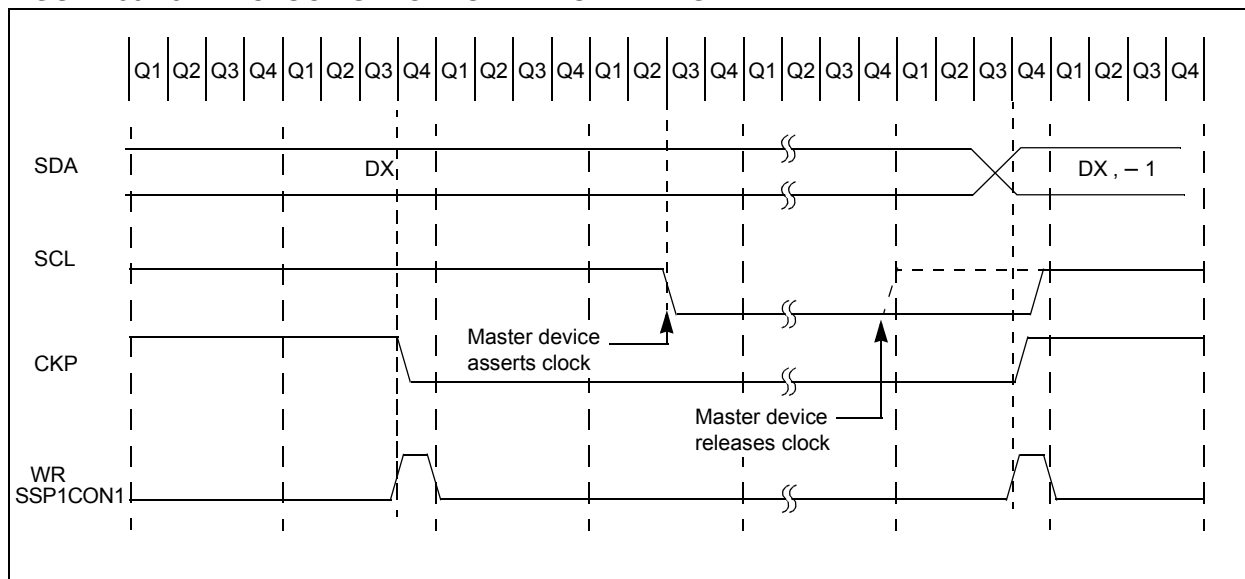 Q1 Q2 Q3 Q4 Q1 Q2 Q3 Q4 Q1 Q2 Q3 Q4 Q1 Q2 Q3 Q4 Q1 Q2 Q3 Q4 Q1 Q2 Q3 Q4 Q1 Q2 Q3 Q4
SDA
DX
DX , – 1
SCL
Master device
asserts clock
CKP
Master device
releases clock
WR
SSP1CON1